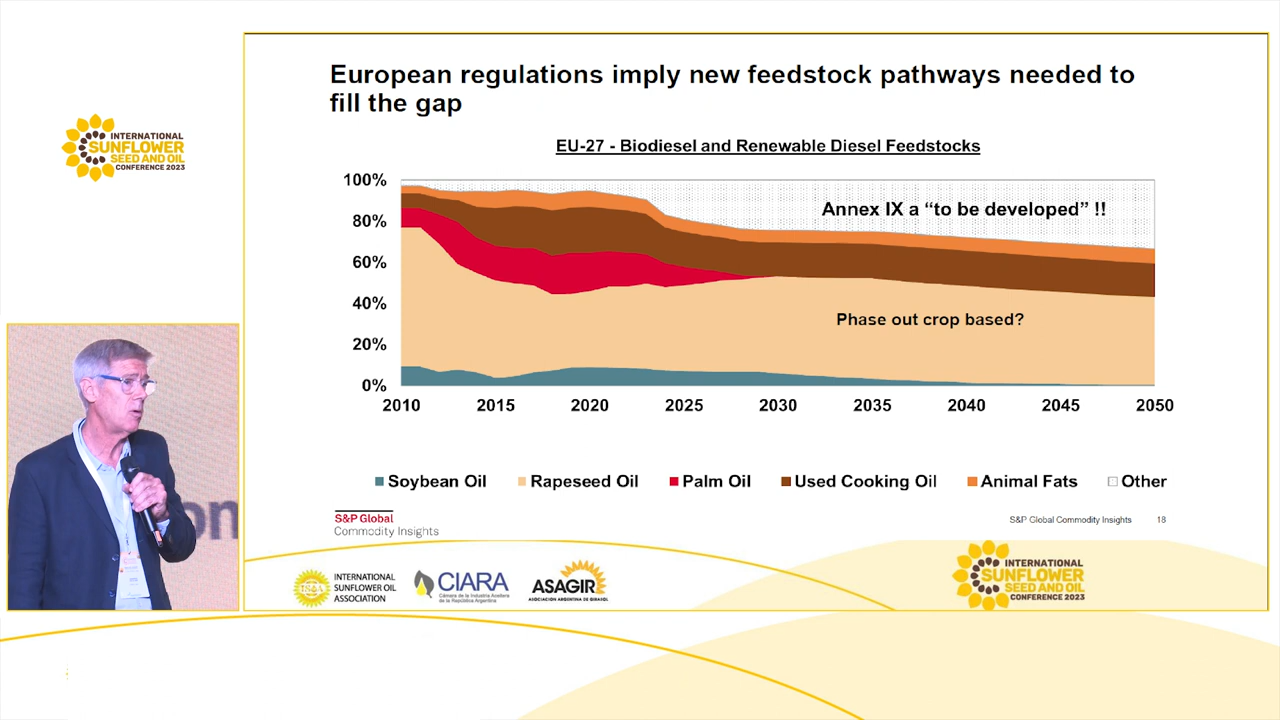 European regulations imply new feedstock pathways needed to
fill the gap
INTERNATIONAL
SUNFLOWER
SEED AND OIL
CONFERENCE 2023
EU-27 - Biodiesel and Renewable Diesel Feedstocks
100%
80%
60%
40%
20%
0%
Annex IX a “to be developed” !!
Phase out crop based?
2010
2015
2020
2025
2030
2035
2040
2045
2050
Soybean Oil
Rapeseed Oil
Palm Oil
Used Cooking Oil
Animal Fats
Other
S&P Global
Commodity Insights
S&P Global Commodity Insights 18
on
INTERNATIONAL
SUNFLOWER OIL
ASSOCIATION
CIARA
Cámara de la Industria Aceitera
de la República Argentina
ASAGIR
ASOCIACIÓN ARGENTINA DE GIRASOL
INTERNATIONAL
SUNFLOWER
SEED AND OIL
CONFERENCE 2023